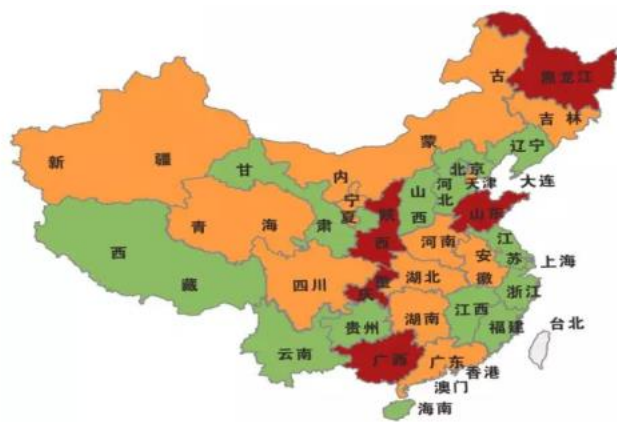 黑龙江
吉林
辽宁
内蒙古
新疆
甘肃
宁夏
青海
西藏
陕西
山西
河北
北京
天津
大连
山东
河南
江苏
安徽
上海
四川
重庆
湖北
浙江
湖南
江西
福建
贵州
云南
广西
广东
台北
香港
澳门
海南